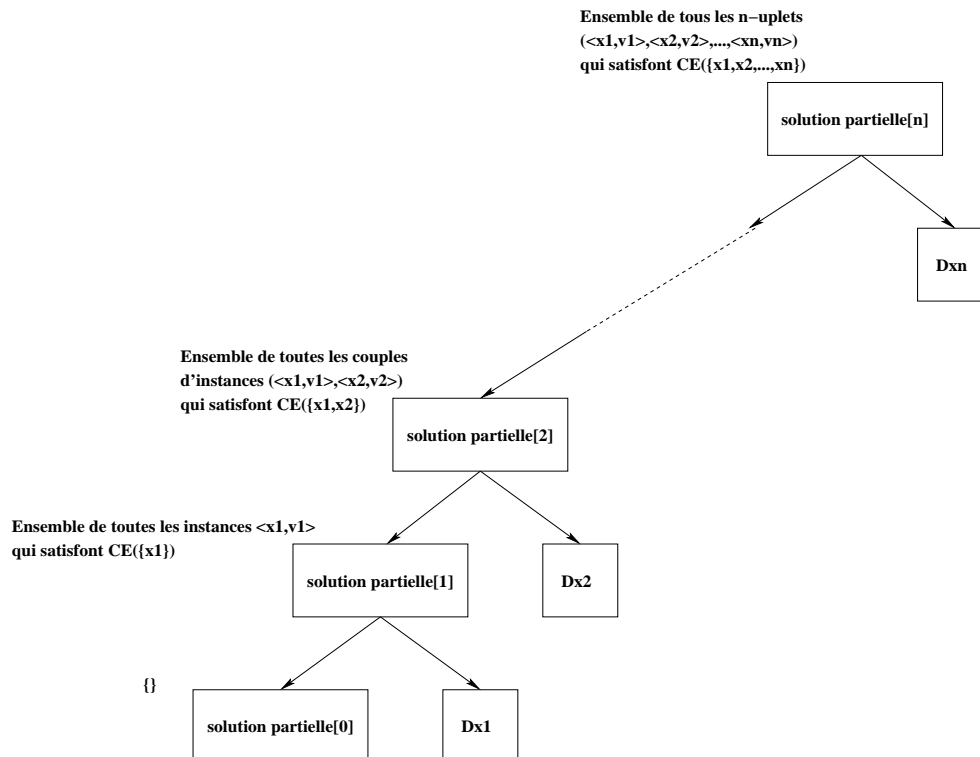 Ensemble de tous les n−uplets
(<x1,v1>,<x2,v2>,...,<xn,vn>)
qui satisfont CE({x1,x2,...,xn})
solution partielle[n]
Dxn
Ensemble de toutes les couples
d'instances (<x1,v1>,<x2,v2>)
qui satisfont CE({x1,x2})
solution partielle[2]
Ensemble de toutes les instances <x1,v1>
qui satisfont CE({x1})
solution partielle[1]
Dx2
{}
solution partielle[0]
Dx1